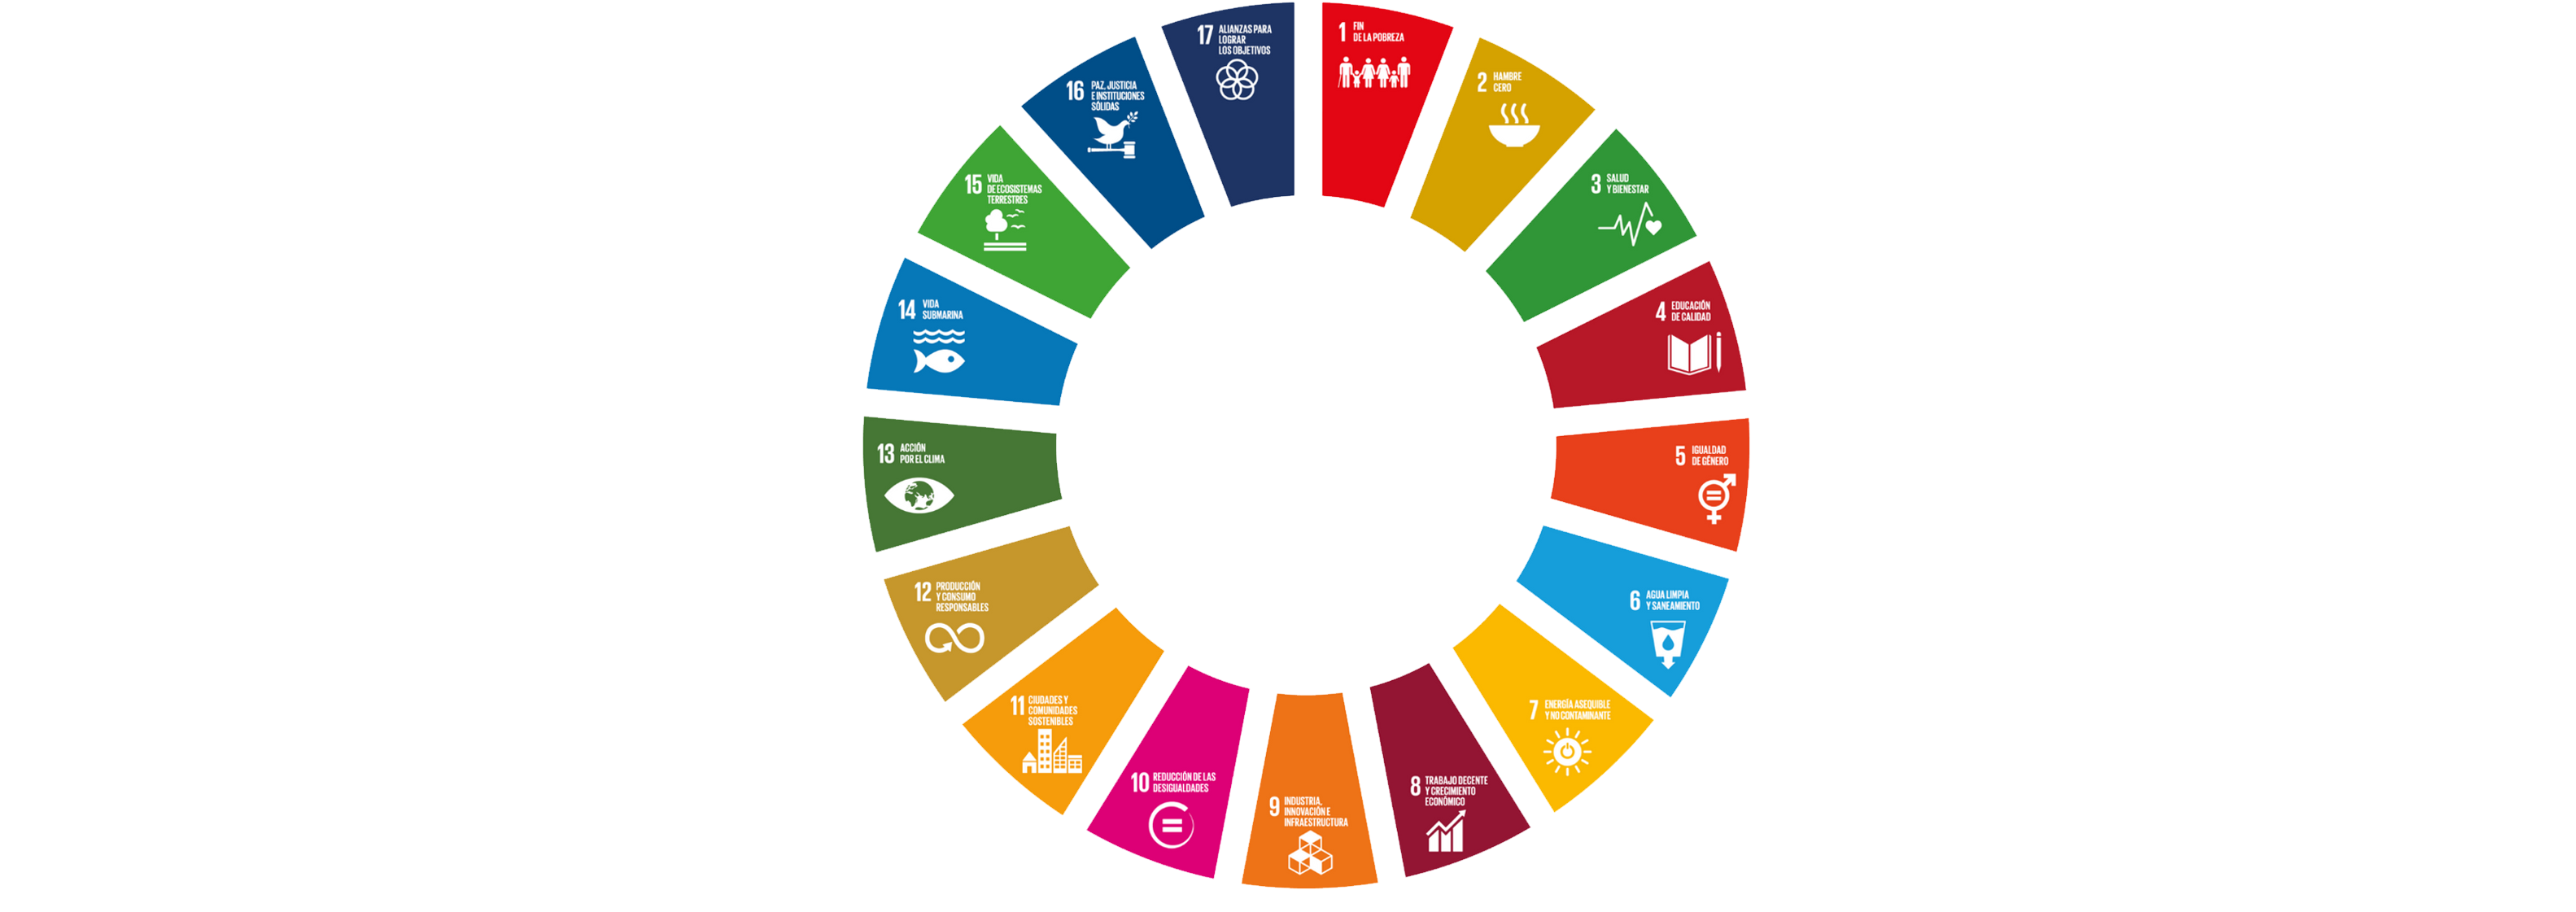 1 FIN
DE LA POBREZA
2 HAMBRE
CERO
3 SALUD
Y BIENESTAR
4 EDUCACIÓN
DE CALIDAD
5 IGUALDAD
DE GÉNERO
6 AGUA LIMPIA
Y SANEAMIENTO
7 ENERGÍA ASEQUIBLE
Y NO CONTAMINANTE
8 TRABAJO DECENTE
Y CRECIMIENTO
ECONÓMICO
9 INDUSTRIA,
INNOVACIÓN E
INFRAESTRUCTURA
10 REDUCCIÓN DE LAS
DESIGUALDADES
11 CIUDADES Y
COMUNIDADES
SOSTENIBLES
12 PRODUCCIÓN
Y CONSUMO
RESPONSABLES
13 ACCIÓN
POR EL CLIMA
14 VIDA
SUBMARINA
15 VIDA
DE ECOSISTEMAS
TERRESTRES
16 PAZ, JUSTICIA
E INSTITUCIONES
SÓLIDAS
17 ALIANZAS PARA
LOGRAR
LOS OBJETIVOS